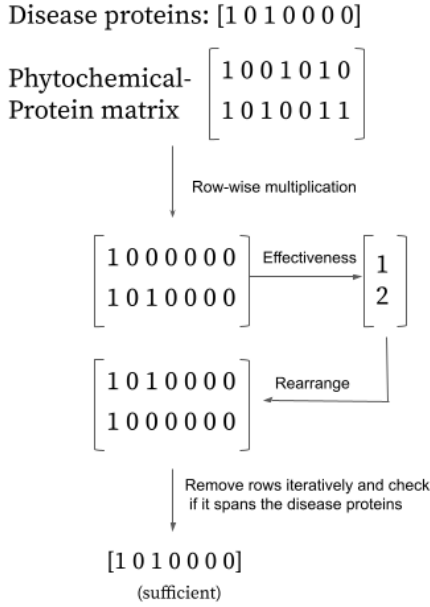 Disease proteins: [1 0 1 0 0 0 0]
Phytochemical-
Protein matrix
1 0 0 1 0 1 0
1 0 1 0 0 1 1
Row-wise multiplication
1 0 0 0 0 0 0
1 0 1 0 0 0 0
Effectiveness
1
2
1 0 1 0 0 0 0
1 0 0 0 0 0 0
Rearrange
Remove rows iteratively and check
if it spans the disease proteins
[1 0 1 0 0 0 0]
(sufficient)